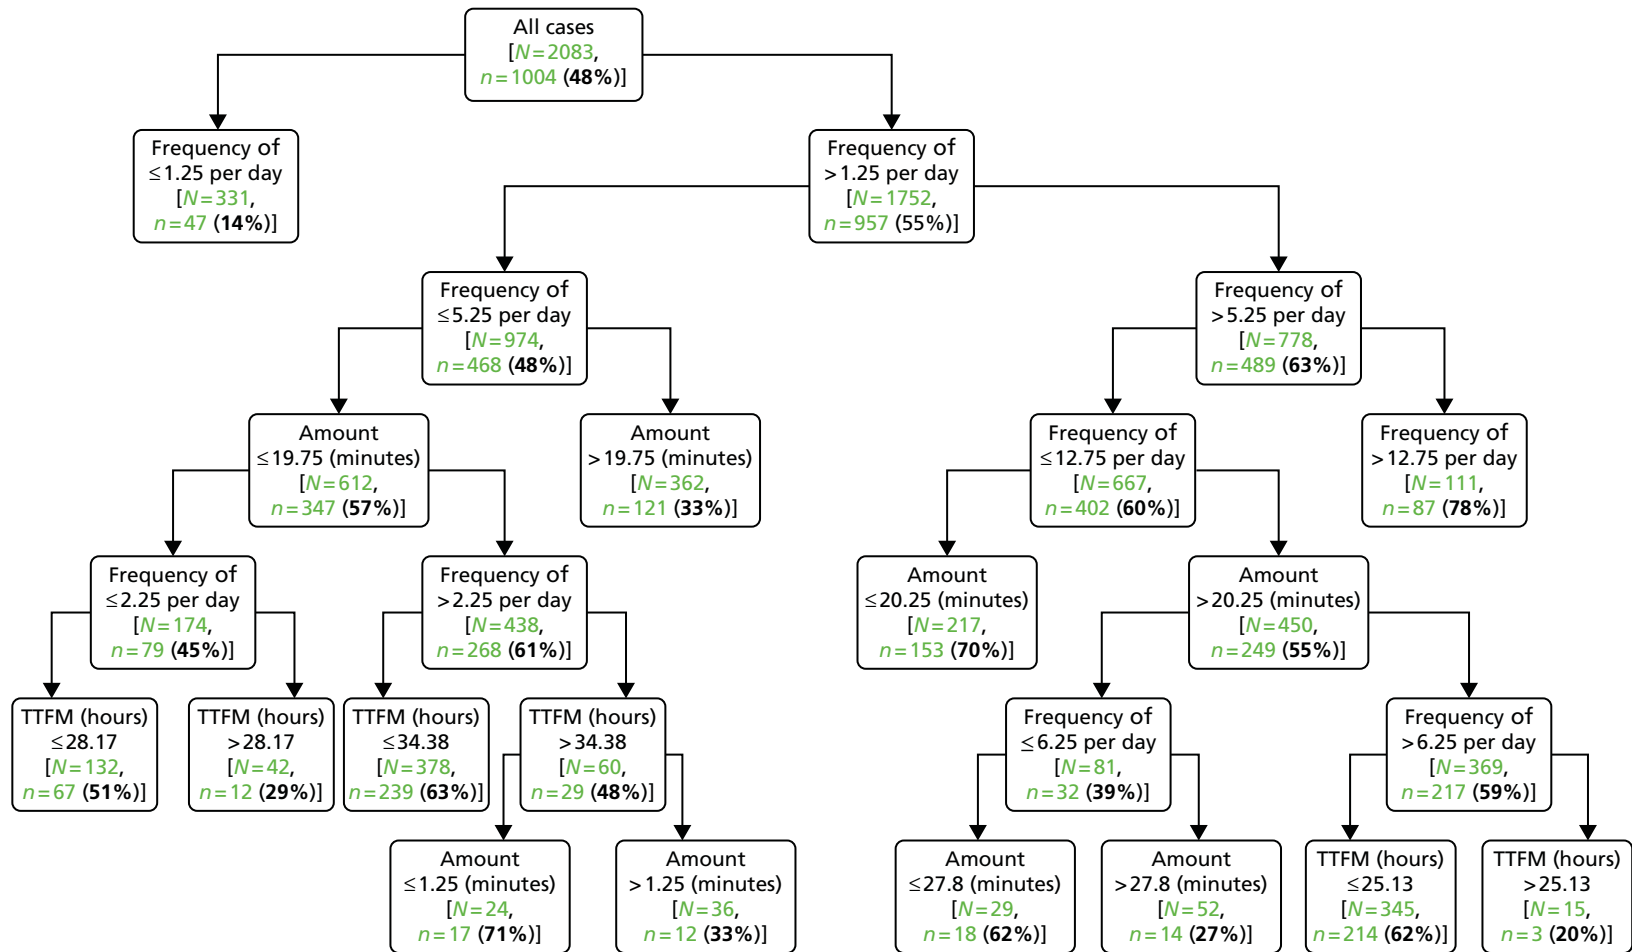 All cases
[N=2083,
n=1004 (48%)]
Frequency of
≤1.25 per day
[N=331,
n=47 (14%)]
Frequency of
>1.25 per day
[N=1752,
n=957 (55%)]
Frequency of
≤5.25 per day
[N=974,
n=468 (48%)]
Frequency of
>5.25 per day
[N=778,
n=489 (63%)]
Amount
≤19.75 (minutes)
[N=612,
n=347 (57%)]
Amount
>19.75 (minutes)
[N=362,
n=121 (33%)]
Frequency of
≤12.75 per day
[N=667,
n=402 (60%)]
Frequency of
>12.75 per day
[N=111,
n=87 (78%)]
Frequency of
≤2.25 per day
[N=174,
n=79 (45%)]
Frequency of
>2.25 per day
[N=438,
n=268 (61%)]
Amount
≤20.25 (minutes)
[N=217,
n=153 (70%)]
Amount
>20.25 (minutes)
[N=450,
n=249 (55%)]
TTFM (hours)
≤28.17
[N=132,
n=67 (51%)]
TTFM (hours)
>28.17
[N=42,
n=12 (29%)]
TTFM (hours)
≤34.38
[N=378,
n=239 (63%)]
TTFM (hours)
>34.38
[N=60,
n=29 (48%)]
Frequency of
≤6.25 per day
[N=81,
n=32 (39%)]
Frequency of
>6.25 per day
[N=369,
n=217 (59%)]
Amount
≤1.25 (minutes)
[N=24,
n=17 (71%)]
Amount
>1.25 (minutes)
[N=36,
n=12 (33%)]
Amount
≤27.8 (minutes)
[N=29,
n=18 (62%)]
Amount
>27.8 (minutes)
[N=52,
n=14 (27%)]
TTFM (hours)
≤25.13
[N=345,
n=214 (62%)]
TTFM (hours)
>25.13
[N=15,
n=3 (20%)]